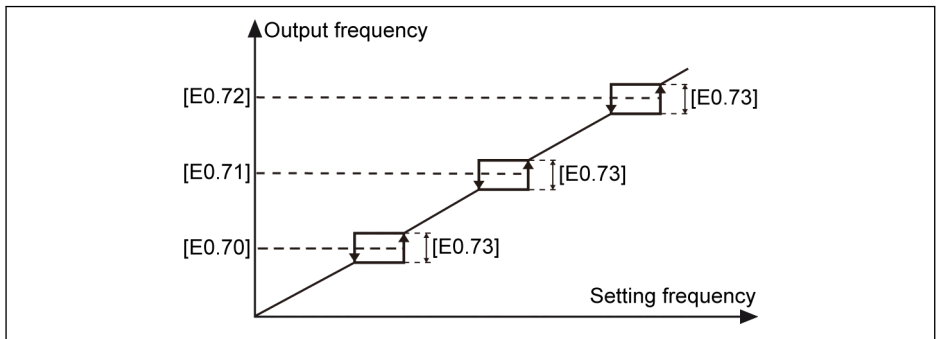 Output frequency
[E0.72]
[E0.73]
[E0.71]
[E0.73]
[E0.70]
[E0.73]
Setting frequency